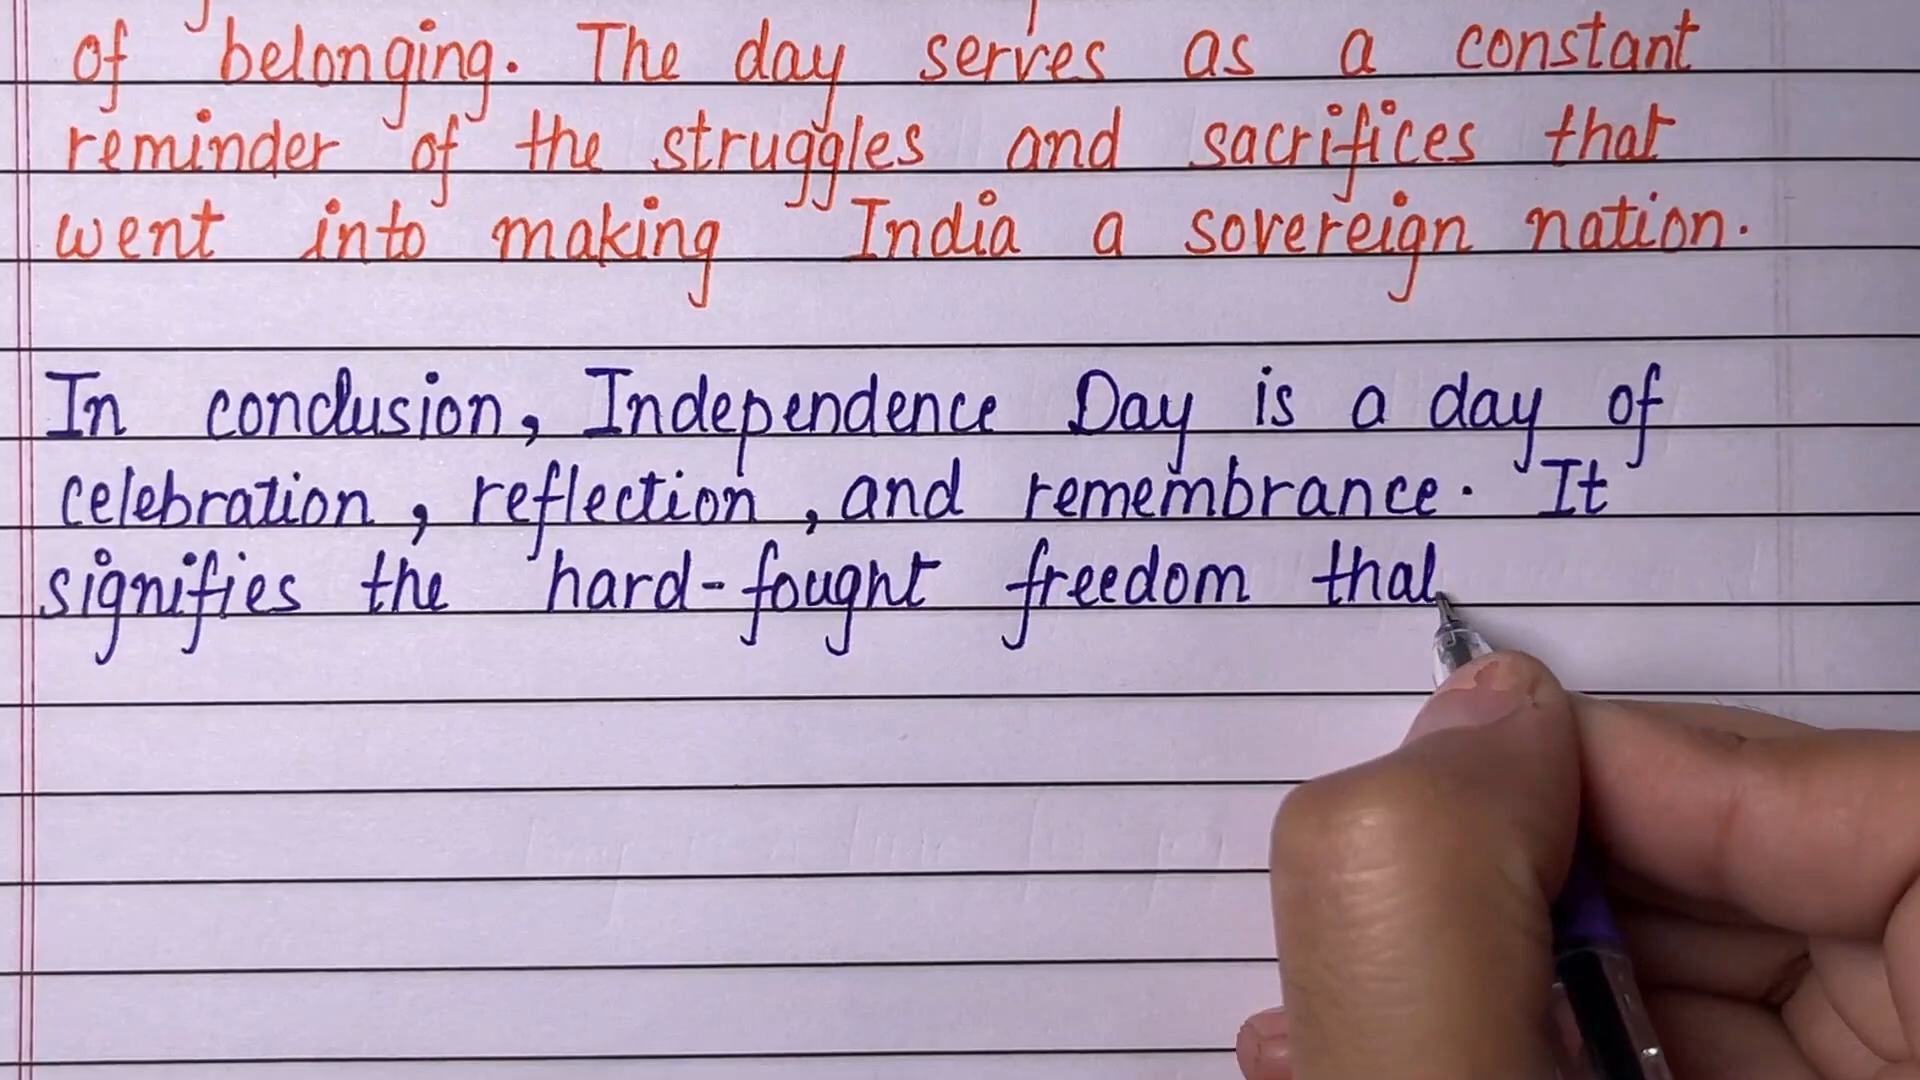 of belonging. The day serves as a constant
reminder of the struggles and sacrifices that
went into making India a sovereign nation.
In conclusion, Independence Day is a day of
celebration, reflection, and remembrance. It
signifies the hard-fought freedom that